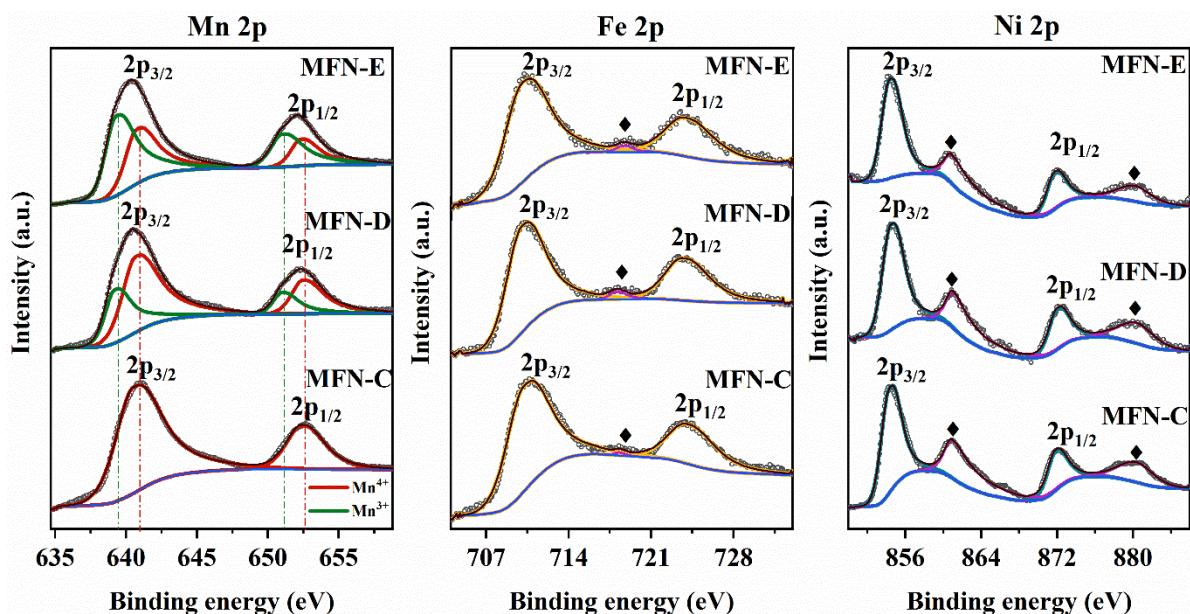 Mn 2p
2p3/2
MFN-E
2p1/2
2p3/2
MFN-D
2p1/2
2p3/2
MFN-C
2p1/2
Mn4+
Mn3+
635 640 645 650 655
Binding energy (eV)
Intensity (a.u.)
Fe 2p
2p3/2
MFN-E
2p1/2
2p3/2
MFN-D
2p1/2
2p3/2
MFN-C
2p1/2
707 714 721 728
Binding energy (eV)
Intensity (a.u.)
Ni 2p
2p3/2
MFN-E
2p1/2
2p3/2
MFN-D
2p1/2
2p3/2
MFN-C
2p1/2
856 864 872 880
Binding energy (eV)
Intensity (a.u.)